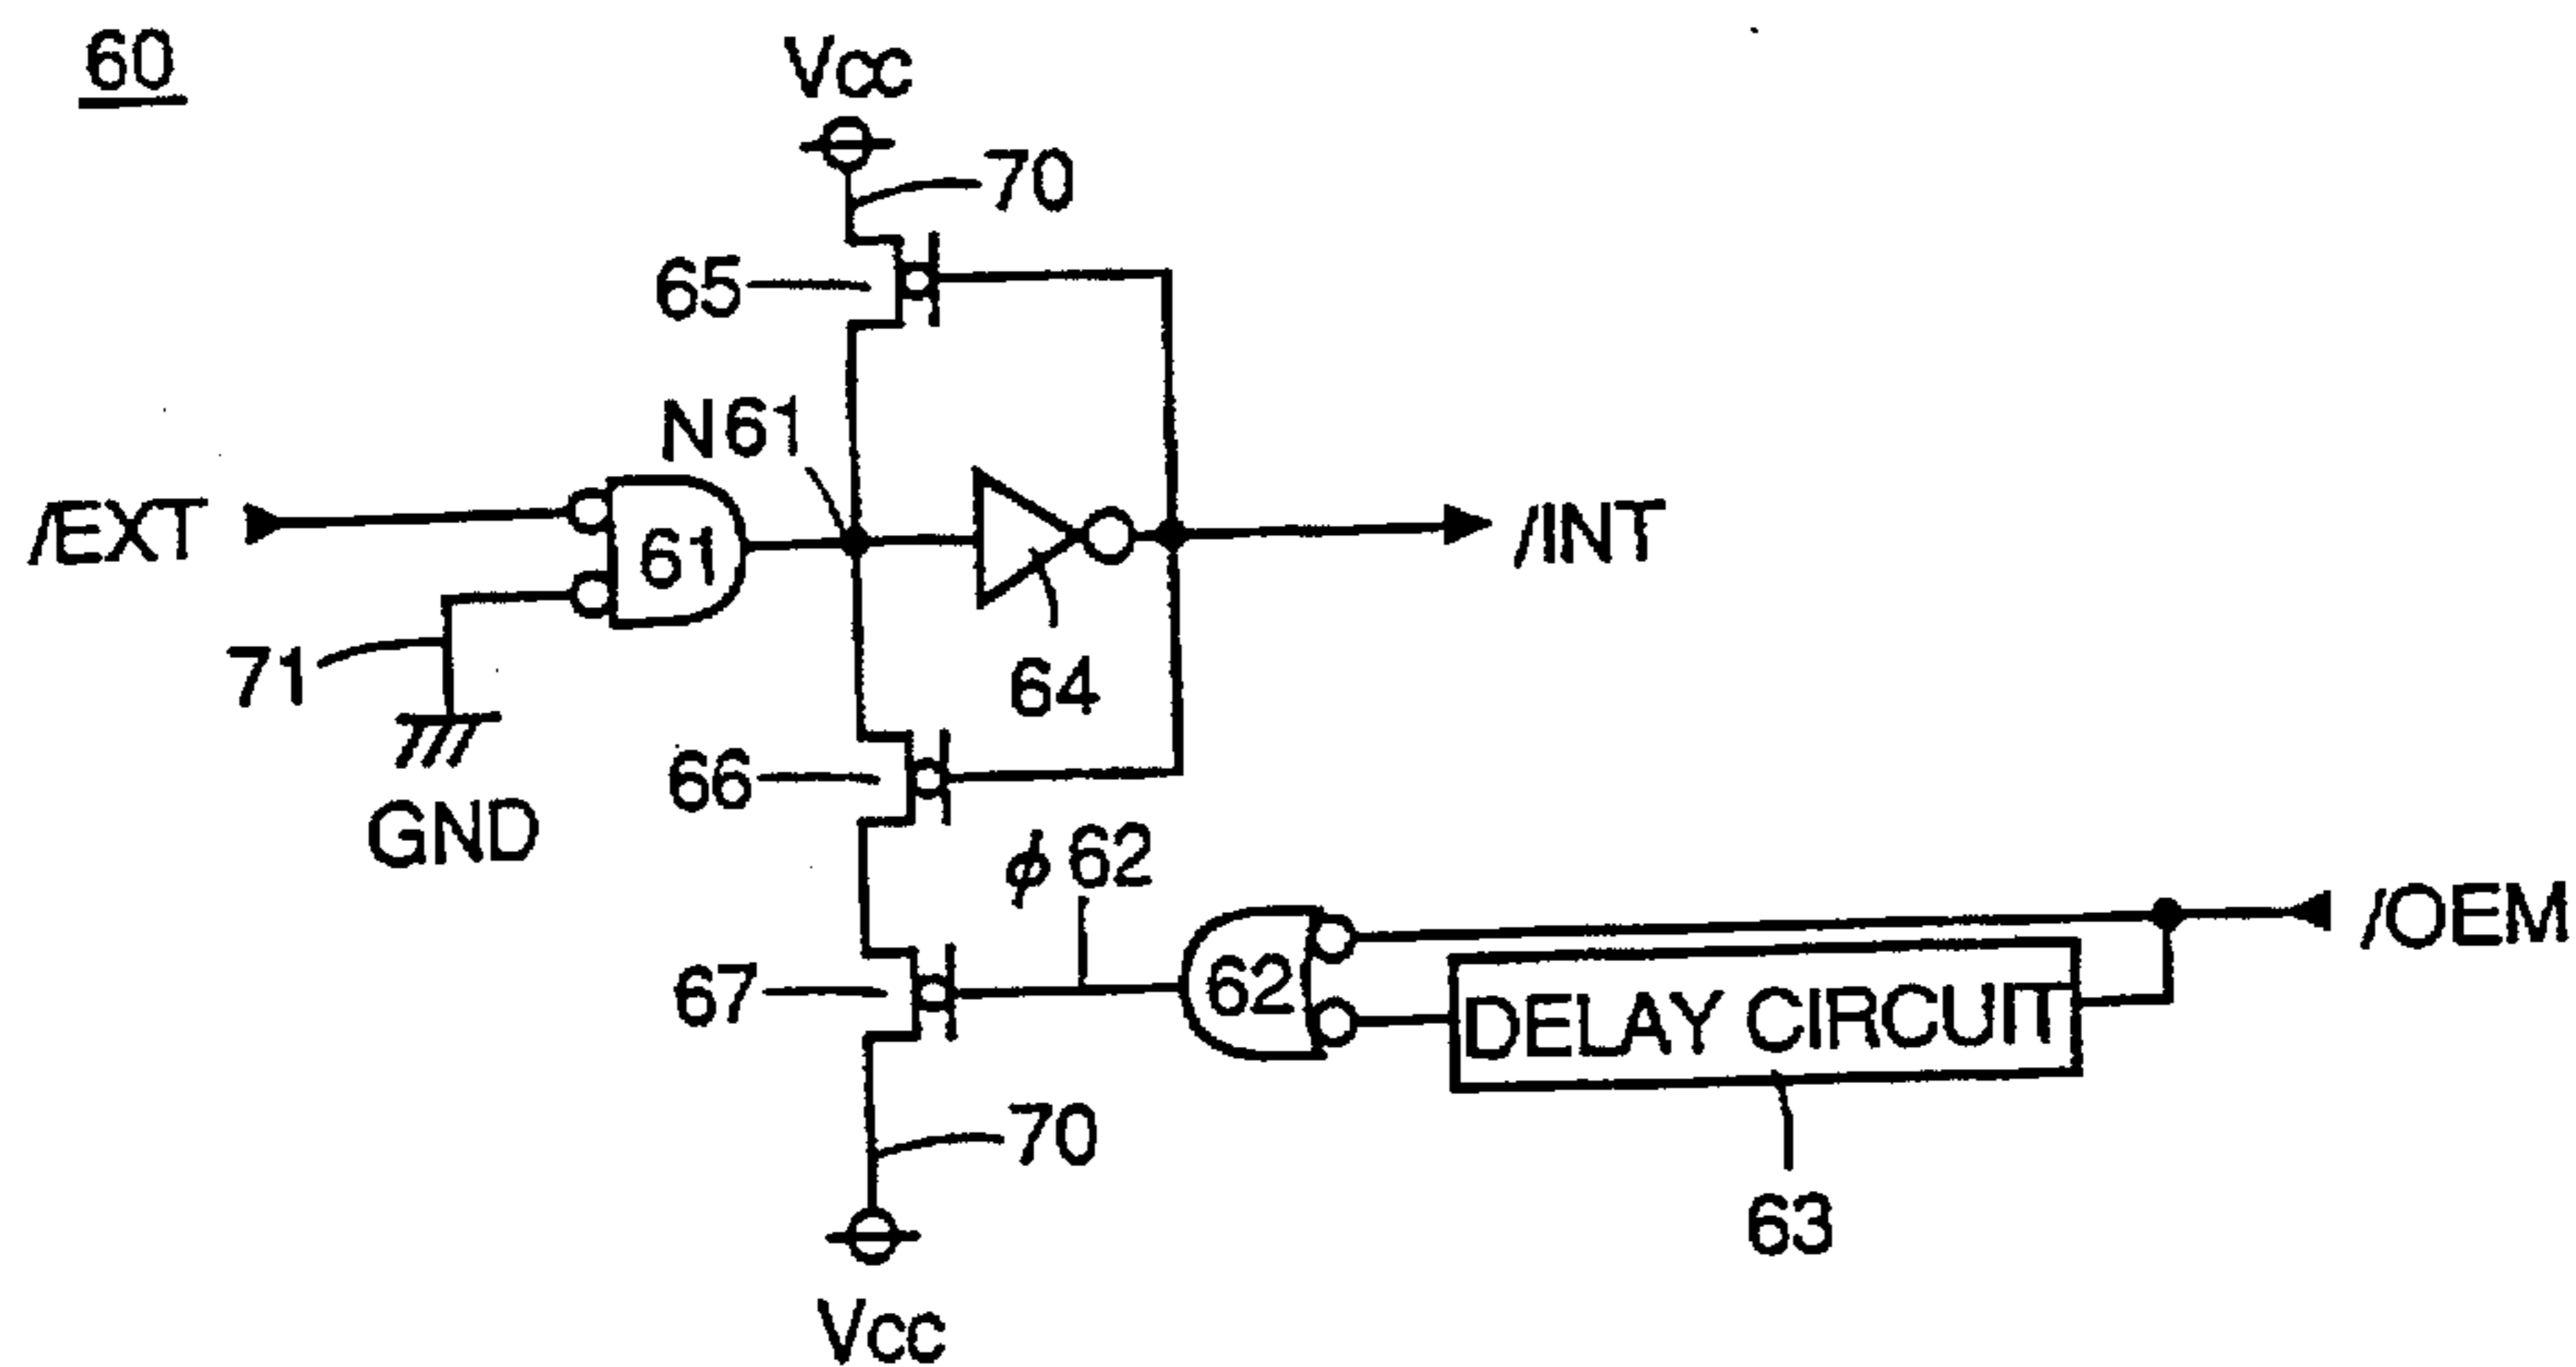 60
Vcc
70
65
N61
/EXT
61
/INT
71
64
66
GND
φ62
/OEM
62
67
DELAY CIRCUIT
70
63
Vcc